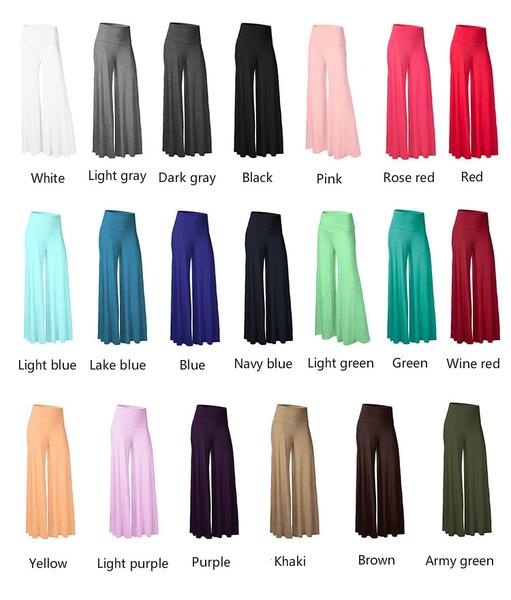 White Light gray Dark gray Black Pink Rose red Red
Light blue Lake blue Blue Navy blue Light green Green Wine red
Yellow Light purple Purple Khaki Brown Army green